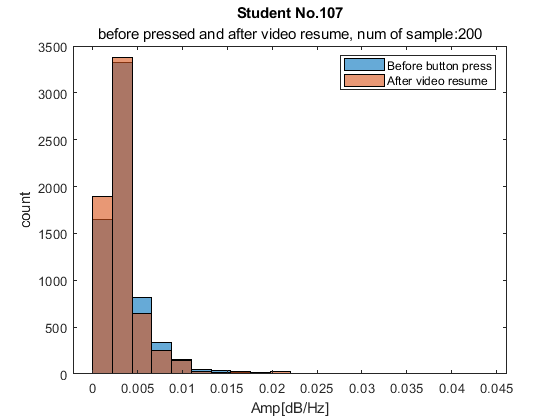 Student No.107
before pressed and after video resume, num of sample:200
3500
3000
2500
2000
1500
1000
500
0
count
Before button press
After video resume
0 0.005 0.01 0.015 0.02 0.025 0.03 0.035 0.04 0.045
Amp[dB/Hz]